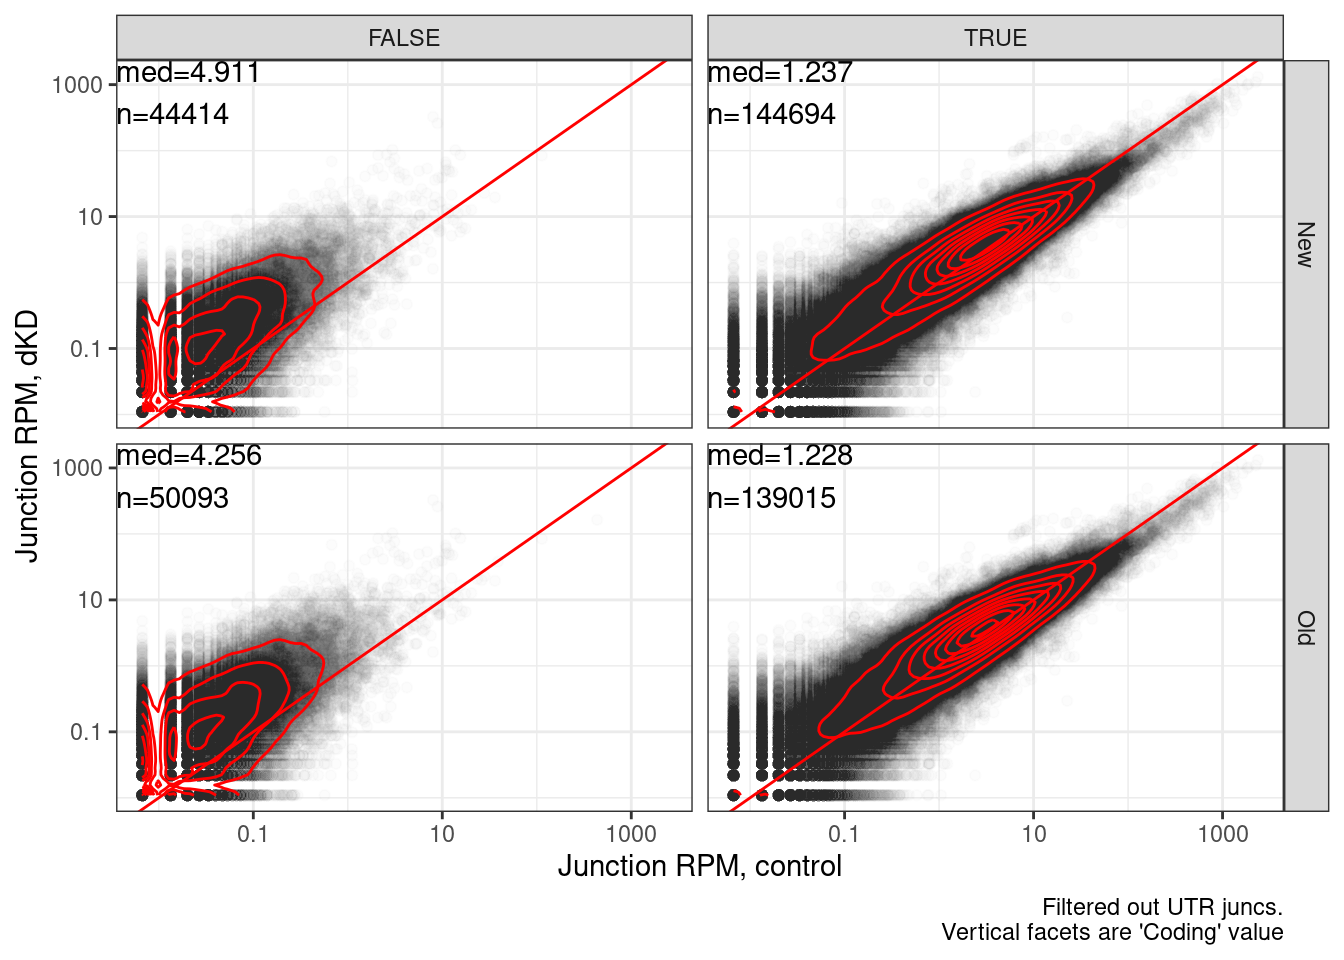 FALSE
TRUE
med=4.911
n=44414
med=1.237
n=144694
New
1000
10
0.1
med=4.256
n=50093
med=1.228
n=139015
Old
1000
10
0.1
Junction RPM, dKD
0.1
10
1000
0.1
10
1000
Junction RPM, control
Filtered out UTR juncs.
Vertical facets are 'Coding' value